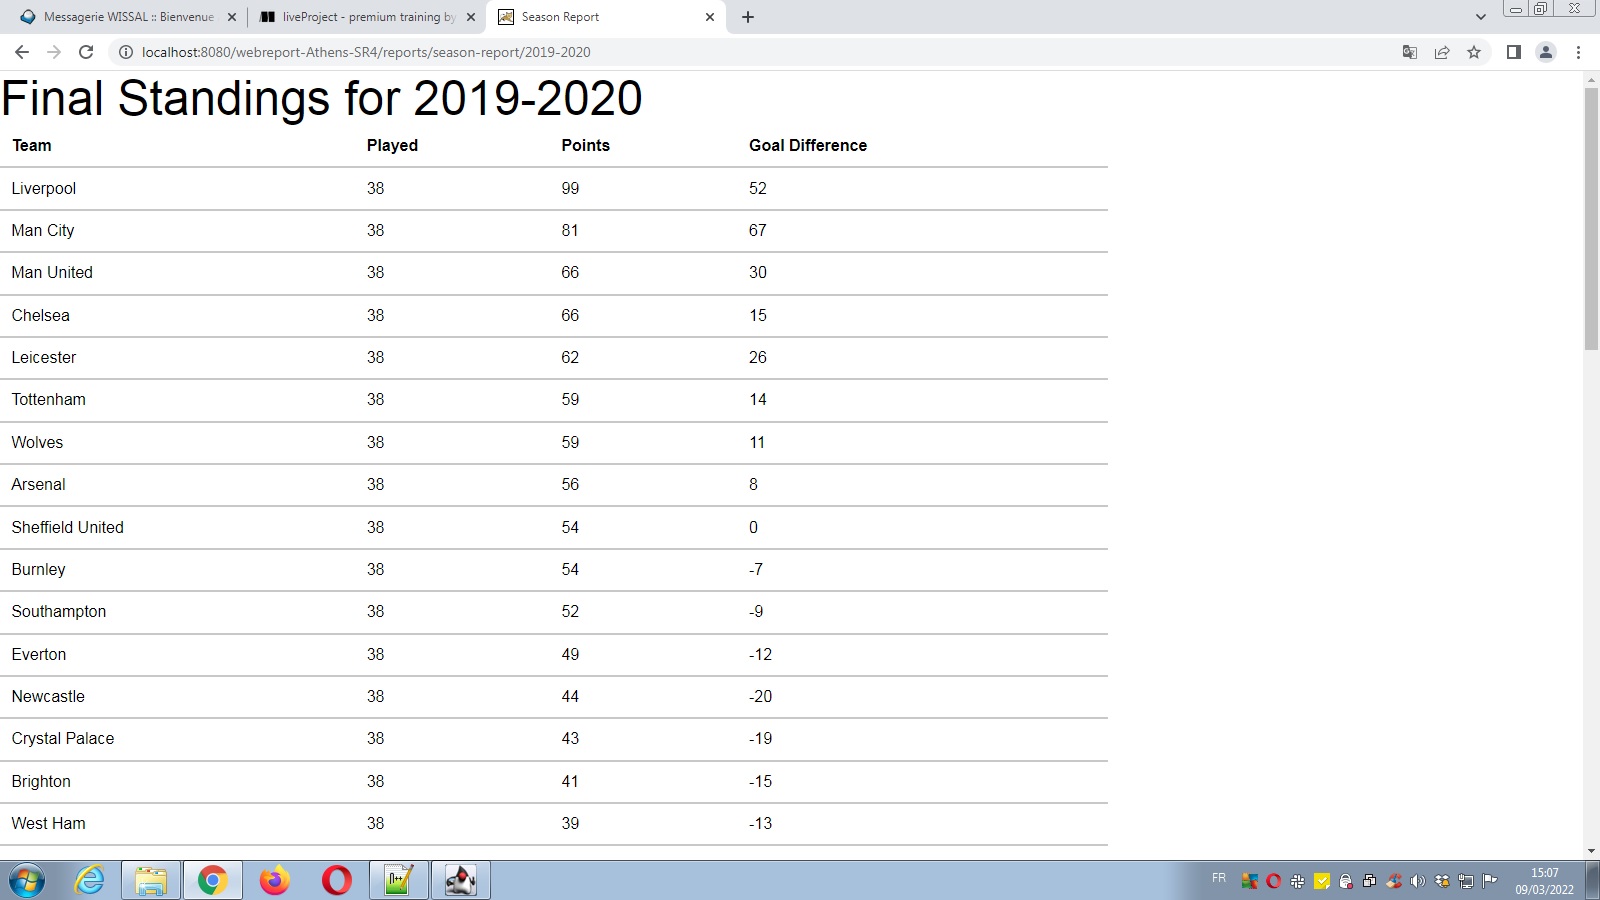 Messagerie WISSAL :: Bienvenue
liveProject - premium training by
Season Report
localhost:8080/webreport-Athens-SR4/reports/season-report/2019-2020
Final Standings for 2019-2020
Team Played Points Goal Difference
Liverpool 38 99 52
Man City 38 81 67
Man United 38 66 30
Chelsea 38 66 15
Leicester 38 62 26
Tottenham 38 59 14
Wolves 38 59 11
Arsenal 38 56 8
Sheffield United 38 54 0
Burnley 38 54 -7
Southampton 38 52 -9
Everton 38 49 -12
Newcastle 38 44 -20
Crystal Palace 38 43 -19
Brighton 38 41 -15
West Ham 38 39 -13
FR
15:07
09/03/2022